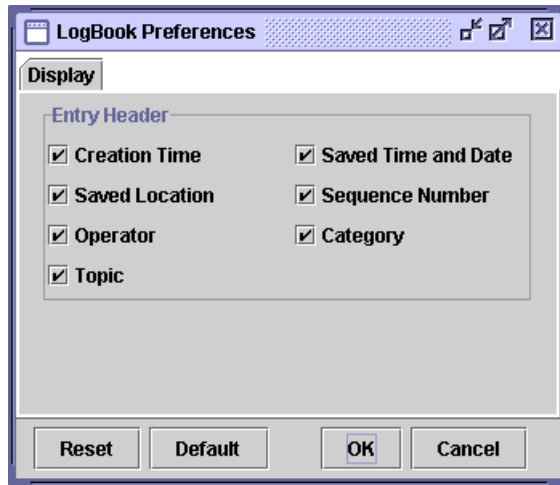 LogBook Preferences
Display
Entry Header
Creation Time Saved Time and Date
Saved Location Sequence Number
Operator Category
Topic
Reset Default OK Cancel